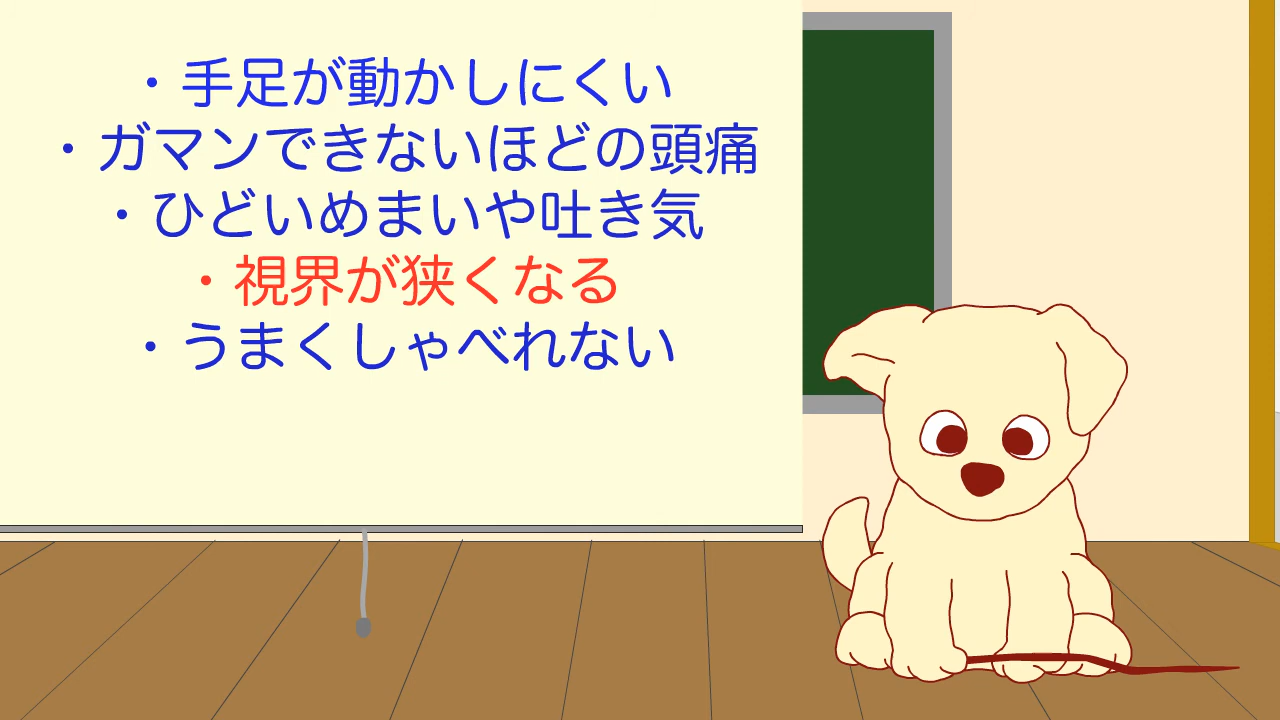 ・手足が動かしにくい
・ガマンできないほどの頭痛
・ひどいめまいや吐き気
・視界が狭くなる
・うまくしゃべれない